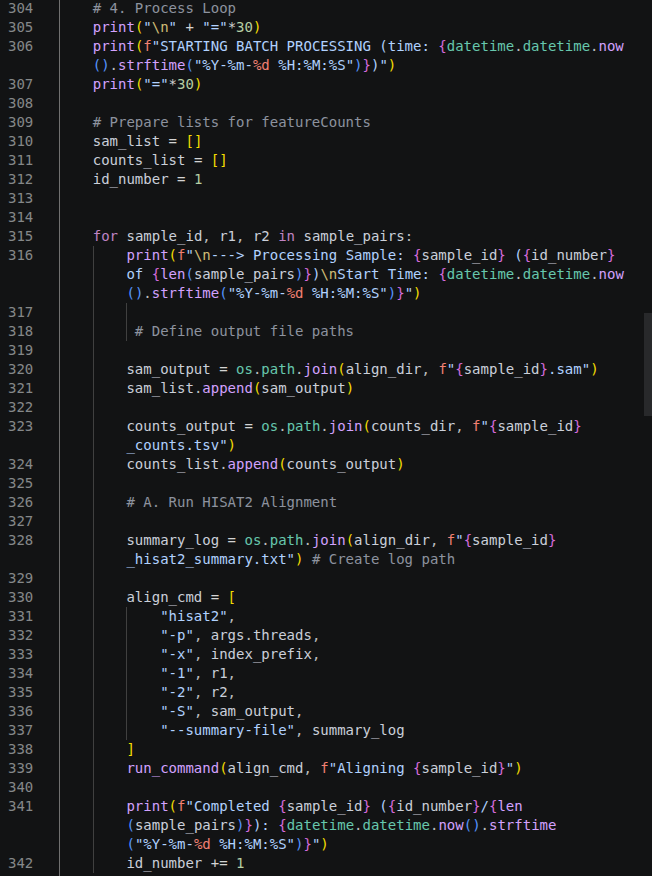 304 # 4. Process Loop
305 print("\n" + "="*30)
306 print(f"STARTING BATCH PROCESSING (time: {datetime.datetime.now
().strftime("%Y-%m-%d %H:%M:%S")})")
307 print("="*30)
308
309 # Prepare lists for featureCounts
310 sam_list = []
311 counts_list = []
312 id_number = 1
313
314
315 for sample_id, r1, r2 in sample_pairs:
316 print(f"\n---> Processing Sample: {sample_id} ({id_number}
of {len(sample_pairs)})\nStart Time: {datetime.datetime.now
().strftime("%Y-%m-%d %H:%M:%S")}")
317
318 # Define output file paths
319
320 sam_output = os.path.join(align_dir, f"{sample_id}.sam")
321 sam_list.append(sam_output)
322
323 counts_output = os.path.join(counts_dir, f"{sample_id}
_counts.tsv")
324 counts_list.append(counts_output)
325
326 # A. Run HISAT2 Alignment
327
328 summary_log = os.path.join(align_dir, f"{sample_id}
_hisat2_summary.txt") # Create log path
329
330 align_cmd = [
331 "hisat2",
332 "-p", args.threads,
333 "-x", index_prefix,
334 "-1", r1,
335 "-2", r2,
336 "-S", sam_output,
337 "--summary-file", summary_log
338 ]
339 run_command(align_cmd, f"Aligning {sample_id}")
340
341 print(f"Completed {sample_id} ({id_number}/{len
(sample_pairs)}): {datetime.datetime.now().strftime
("%Y-%m-%d %H:%M:%S")}")
342 id_number += 1